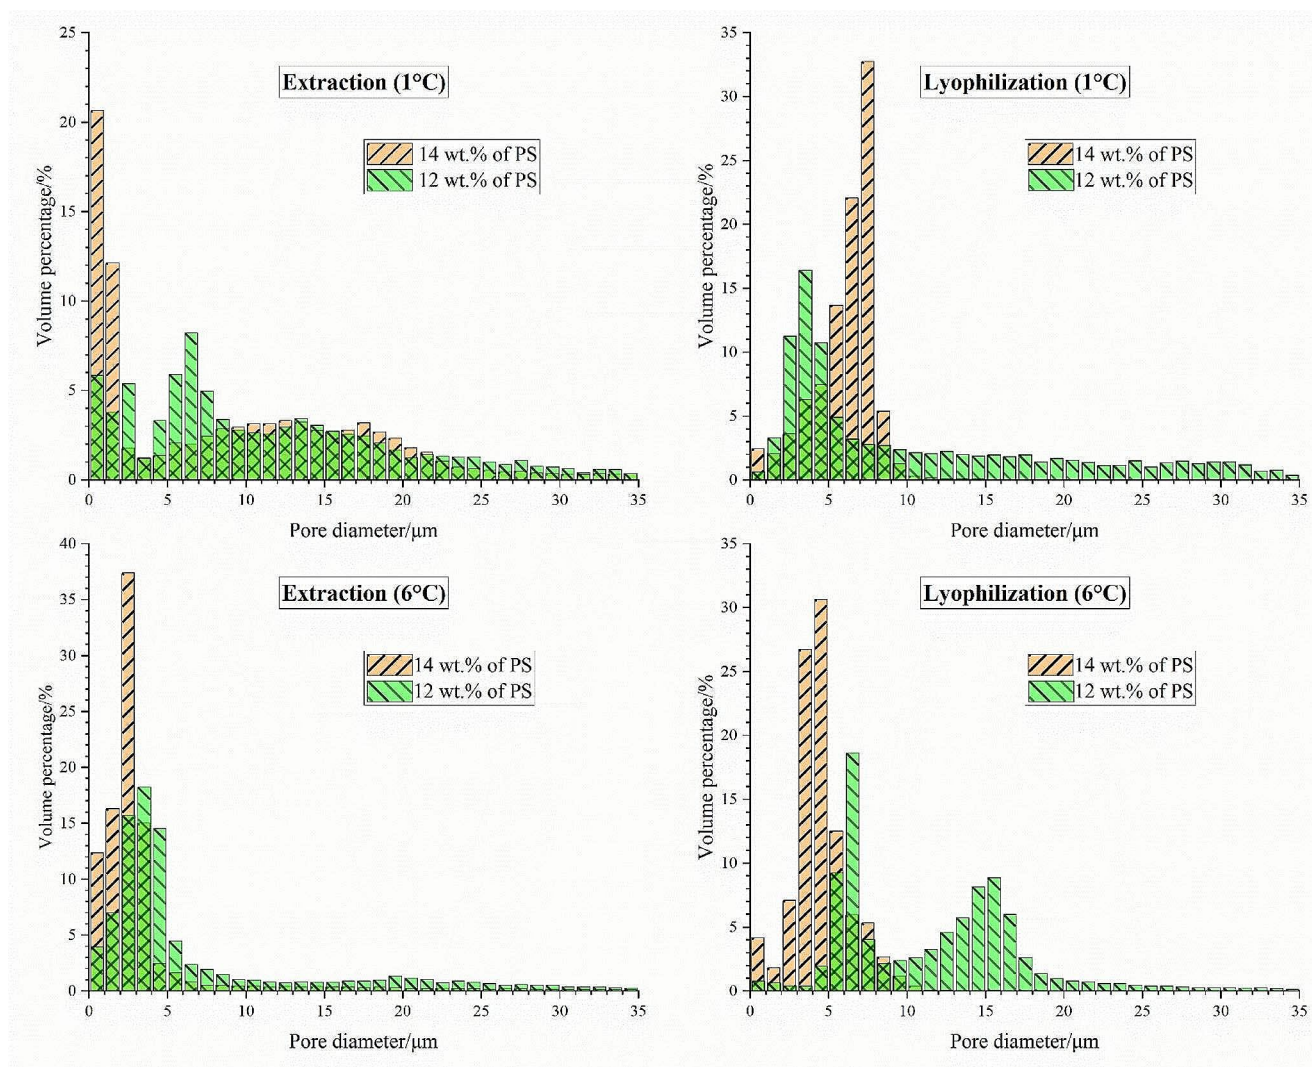 25
20
15
10
5
0
Volume percentage/%
Extraction (1°C)
14 wt.% of PS
12 wt.% of PS
0 5 10 15 20 25 30 35
Pore diameter/μm
35
30
25
20
15
10
5
0
Volume percentage/%
Lyophilization (1°C)
14 wt.% of PS
12 wt.% of PS
0 5 10 15 20 25 30 35
Pore diameter/μm
40
35
30
25
20
15
10
5
0
Volume percentage/%
Extraction (6°C)
14 wt.% of PS
12 wt.% of PS
0 5 10 15 20 25 30 35
Pore diameter/μm
35
30
25
20
15
10
5
0
Volume percentage/%
Lyophilization (6°C)
14 wt.% of PS
12 wt.% of PS
0 5 10 15 20 25 30 35
Pore diameter/μm